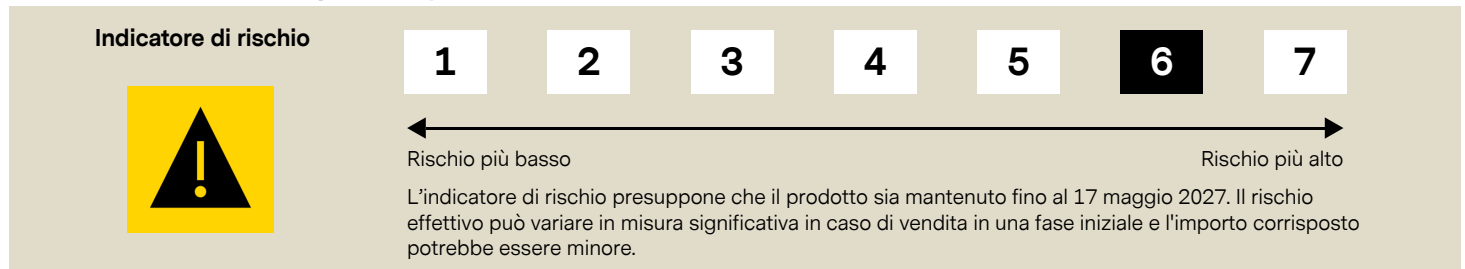 Indicatore di rischio
1 2 3 4 5 6 7
Rischio più basso Rischio più alto
L'indicatore di rischio presuppone che il prodotto sia mantenuto fino al 17 maggio 2027. Il rischio
effettivo può variare in misura significativa in caso di vendita in una fase iniziale e l'importo corrisposto
potrebbe essere minore.